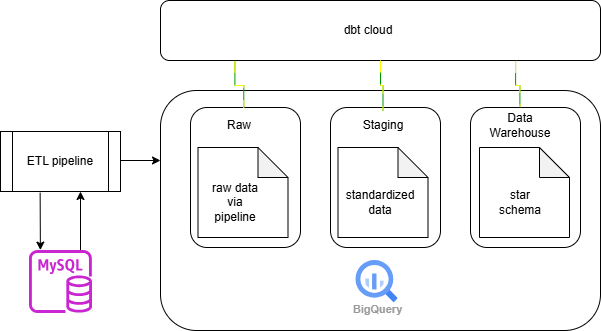 dbt cloud
ETL pipeline
MySQL
Raw
raw data
via
pipeline
Staging
standardized
data
Data
Warehouse
star
schema
BigQuery